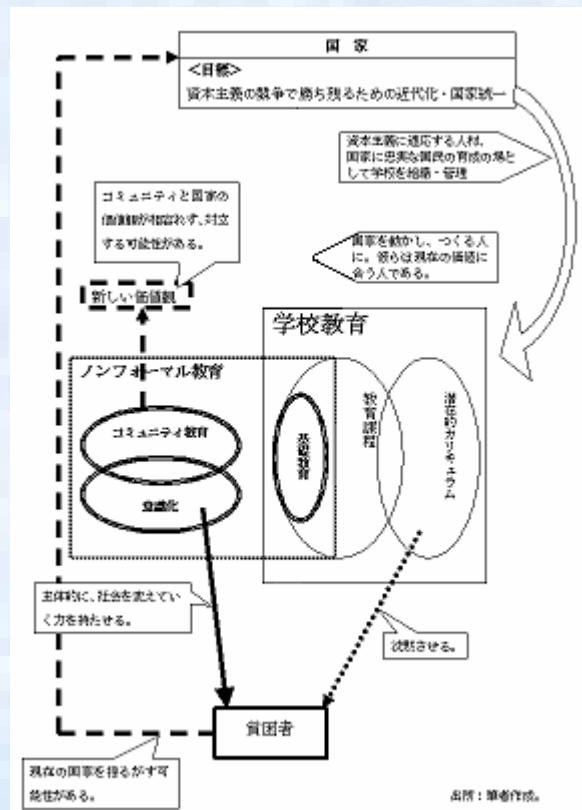 国 家
<目標>
資本主義の競争で勝ち残るための近代化・国家統一
資本主義に適応する人材、
国家に忠実な国民の育成の場と
して学校を組織・管理
コミュニティと国家の
価値観が相容れず、対立
する可能性がある。
国家を動かし、つくる人
に。彼らは現在の価値に
合う人である。
新しい価値観
学校教育
ノンフォーマル教育
コミュニティ教育
意識化
基礎教育
教育課程
潜在的カリキュラム
主体的に、社会を変えてい
く力を持たせる。
沈黙させる。
貧困者
現在の国家を揺るがす可
能性がある。
出所：筆者作成。